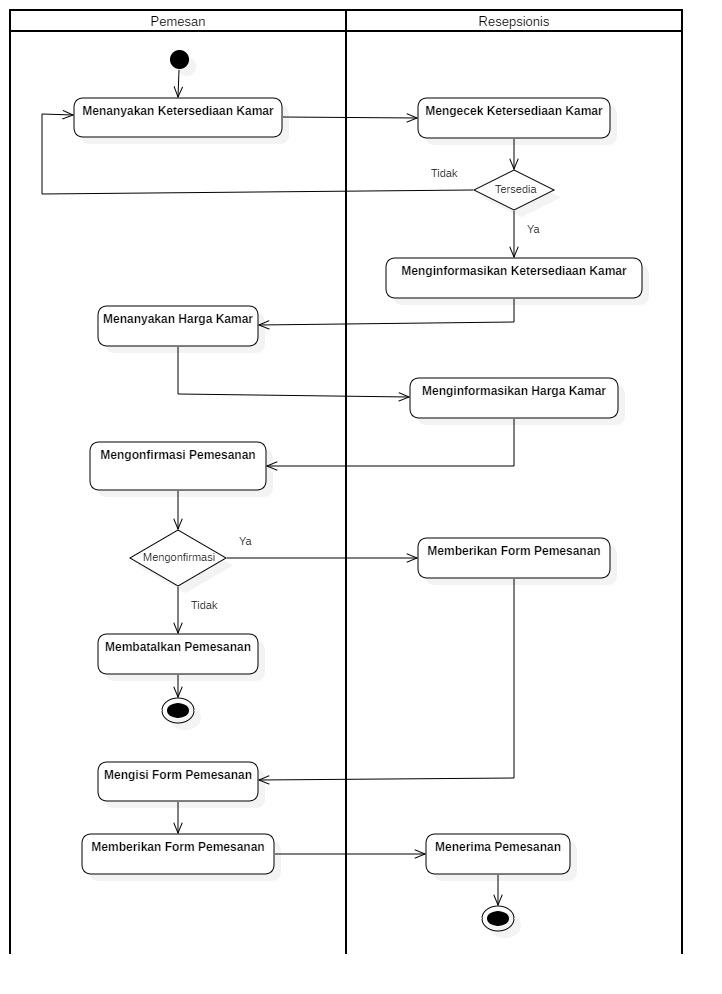 Pemesan
Resepsionis
Menanyakan Ketersediaan Kamar
Mengecek Ketersediaan Kamar
Tidak
Tersedia
Ya
Menginformasikan Ketersediaan Kamar
Menanyakan Harga Kamar
Menginformasikan Harga Kamar
Mengonfirmasi Pemesanan
Ya
Mengonfirmasi
Memberikan Form Pemesanan
Tidak
Membatalkan Pemesanan
Mengisi Form Pemesanan
Memberikan Form Pemesanan
Menerima Pemesanan